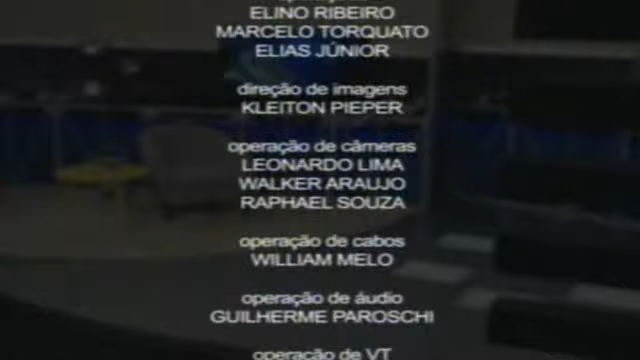 ELINO RIBEIRO
MARCELO TORQUATO
ELIAS JÚNIOR
direção de imagens
KLEITON PIEPER
operação de câmeras
LEONARDO LIMA
WALKER ARAUJO
RAPHAEL SOUZA
operação de cabos
WILLIAM MELO
operação de áudio
GUILHERME PAROSCHI
operação de VT